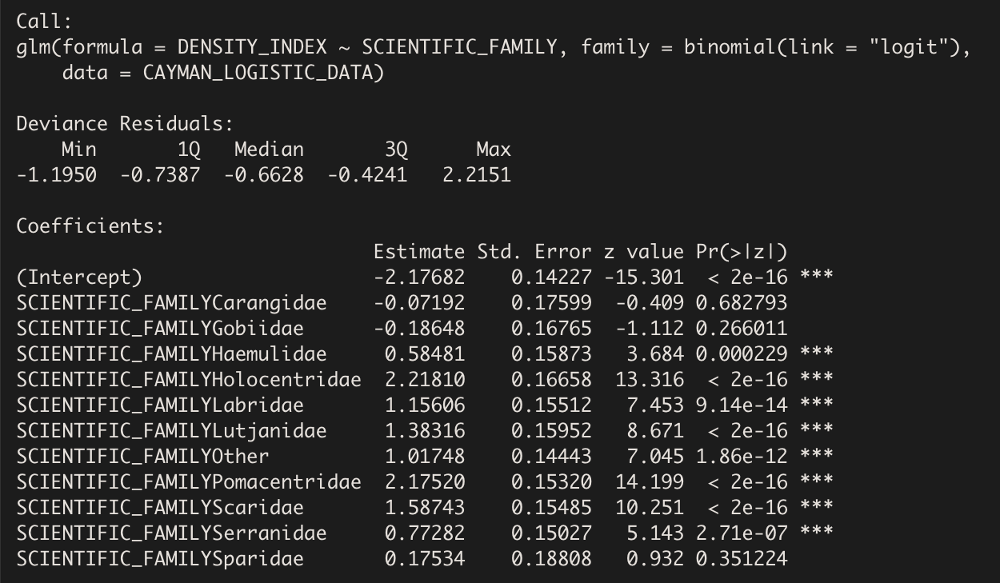 Call:
glm(formula = DENSITY_INDEX ~ SCIENTIFIC_FAMILY, family = binomial(link = "logit"),
    data = CAYMAN_LOGISTIC_DATA)

Deviance Residuals:
    Min       1Q   Median       3Q      Max
-1.1950  -0.7387  -0.6628  -0.4241   2.2151

Coefficients:
                               Estimate Std. Error z value Pr(>|z|)
(Intercept)                    -2.17682    0.14227 -15.301  < 2e-16 ***
SCIENTIFIC_FAMILYCarangidae    -0.07192    0.17599  -0.409 0.682793
SCIENTIFIC_FAMILYGobiidae      -0.18648    0.16765  -1.112 0.266011
SCIENTIFIC_FAMILYHaemulidae     0.58481    0.15873   3.684 0.000229 ***
SCIENTIFIC_FAMILYHolocentridae  2.21810    0.16658  13.316  < 2e-16 ***
SCIENTIFIC_FAMILYLabridae       1.15606    0.15512   7.453 9.14e-14 ***
SCIENTIFIC_FAMILYLutjanidae     1.38316    0.15952   8.671  < 2e-16 ***
SCIENTIFIC_FAMILYOther          1.01748    0.14443   7.045 1.86e-12 ***
SCIENTIFIC_FAMILYPomacentridae  2.17520    0.15320  14.199  < 2e-16 ***
SCIENTIFIC_FAMILYScaridae       1.58743    0.15485  10.251  < 2e-16 ***
SCIENTIFIC_FAMILYSerranidae     0.77282    0.15027   5.143 2.71e-07 ***
SCIENTIFIC_FAMILYSparidae       0.17534    0.18808   0.932 0.351224